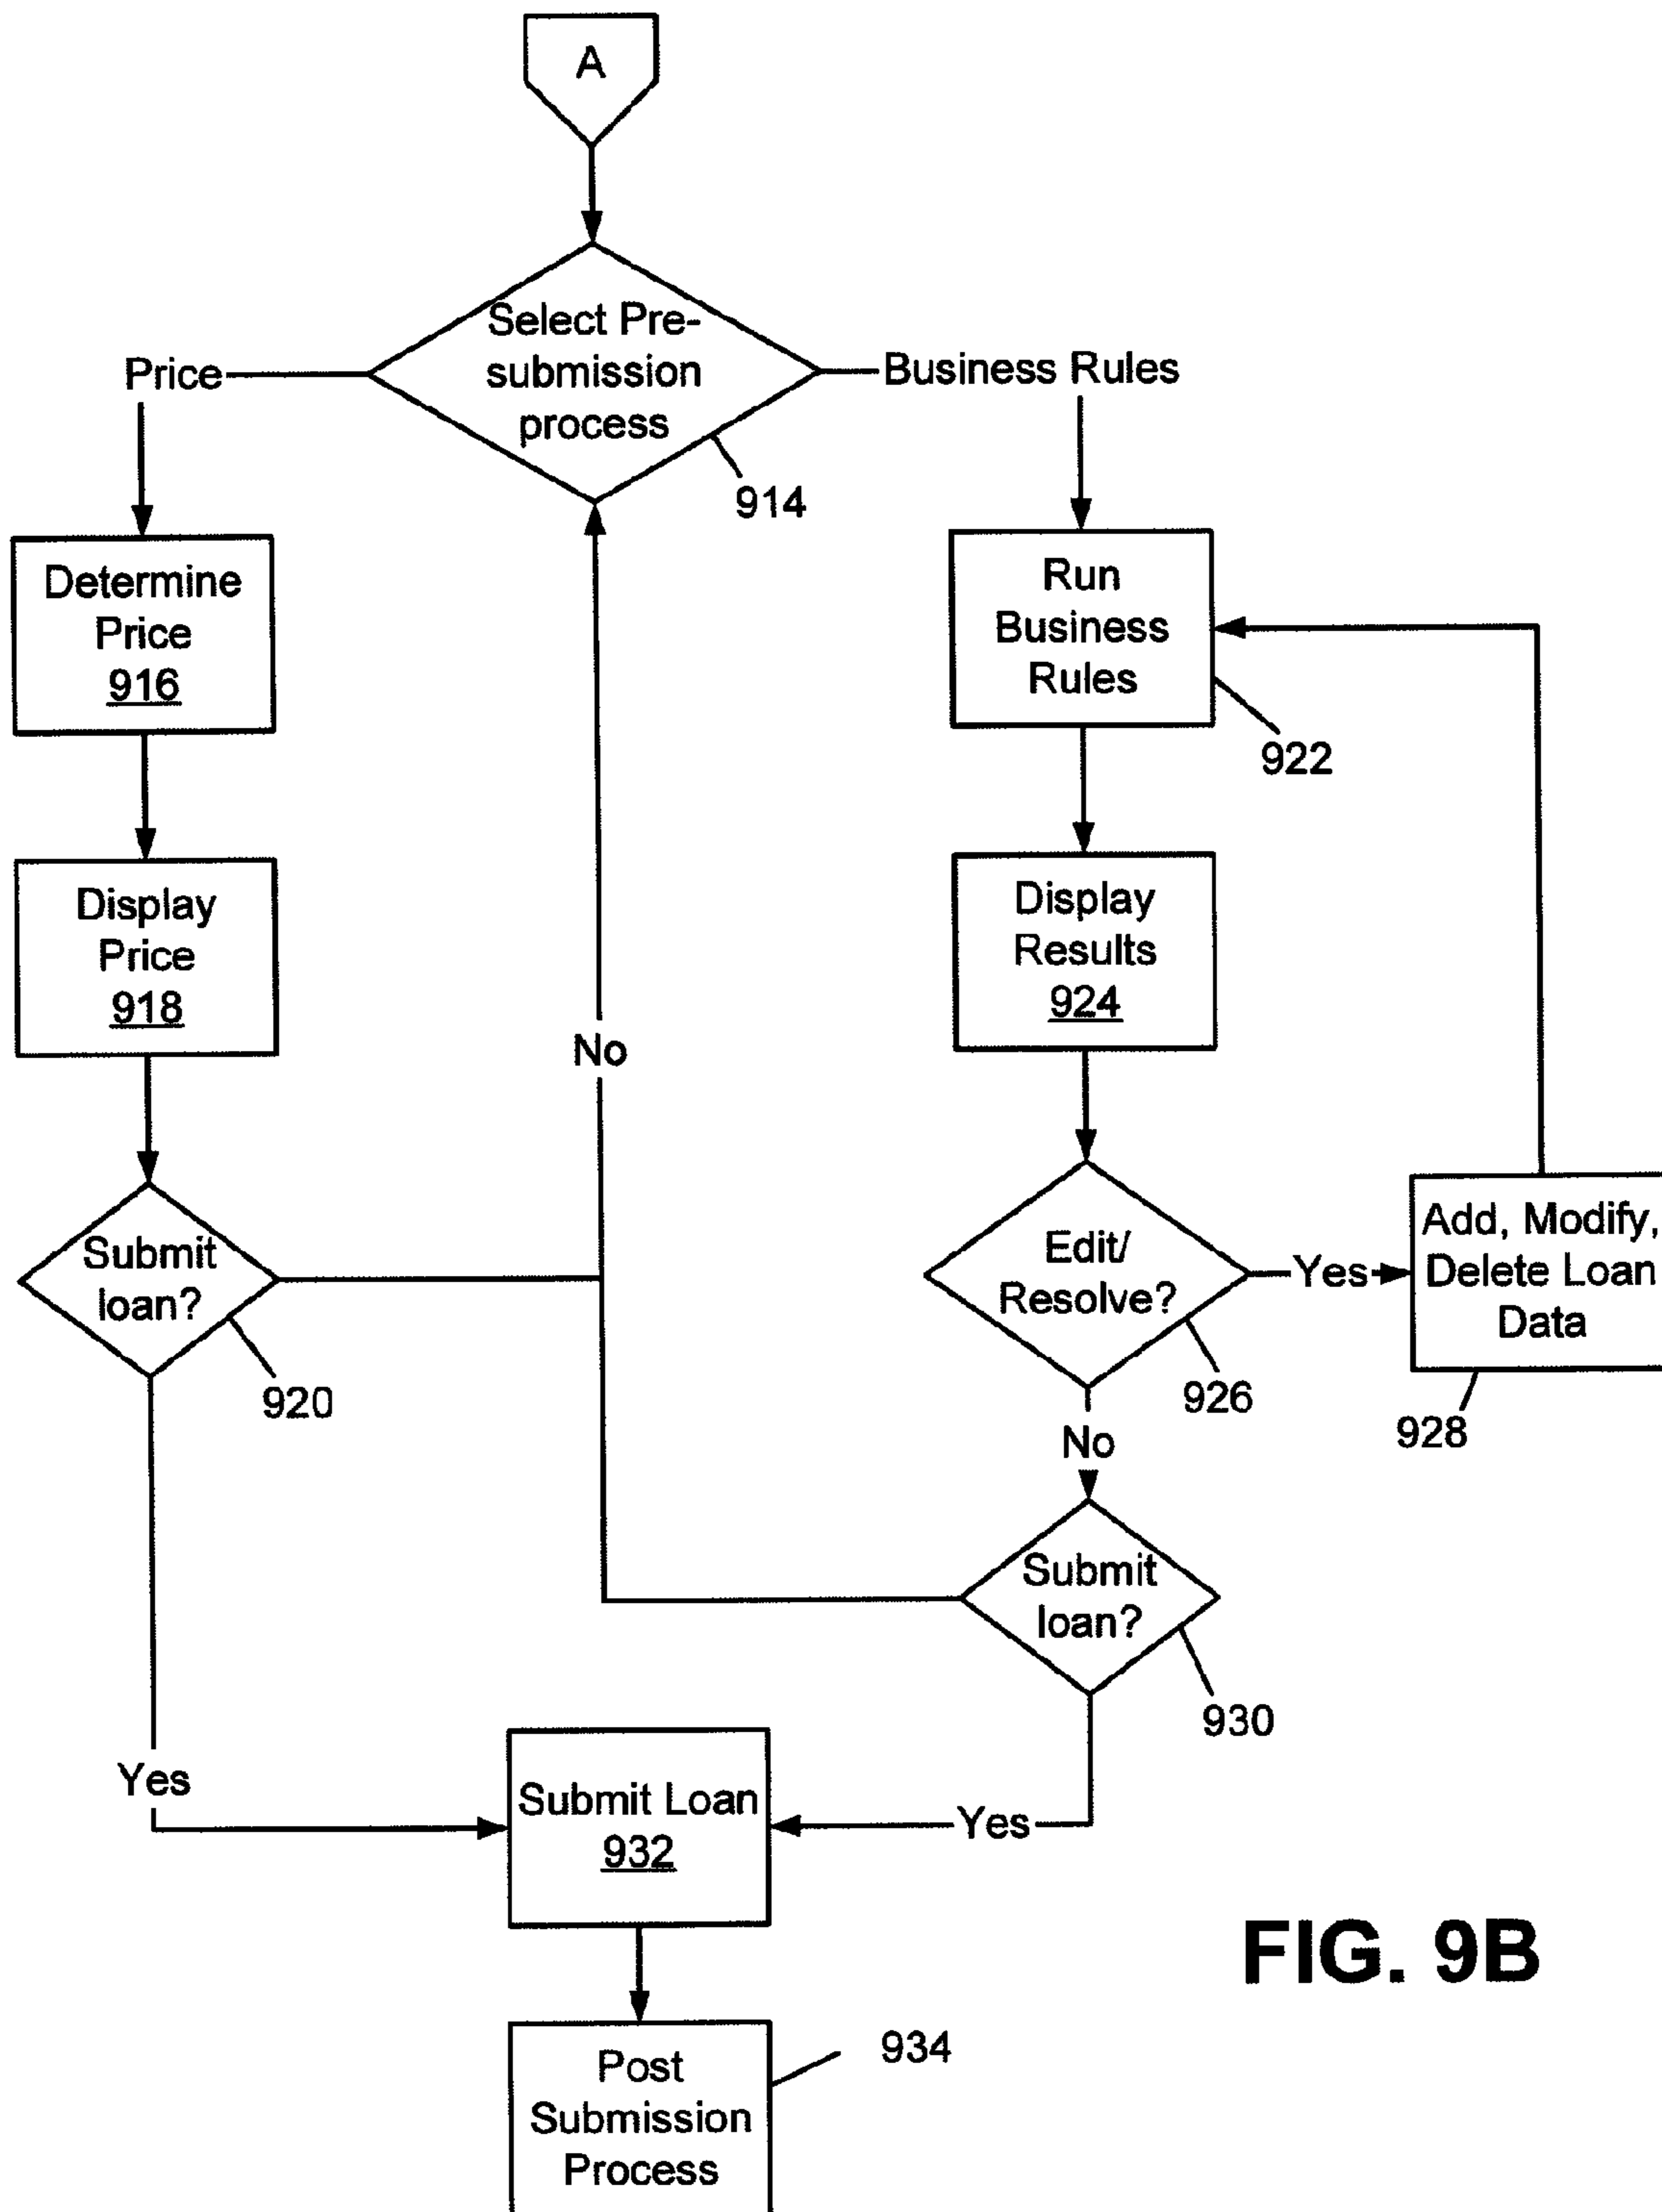 A
Select Pre-
submission
process
914
Price
Business Rules
Determine
Price
916
Run
Business
Rules
922
Display
Price
918
Display
Results
924
No
Submit
loan?
920
Edit/
Resolve?
926
Yes
Add, Modify,
Delete Loan
Data
928
No
Submit
loan?
930
Yes
Submit Loan
932
Yes
FIG. 9B
Post
Submission
Process
934